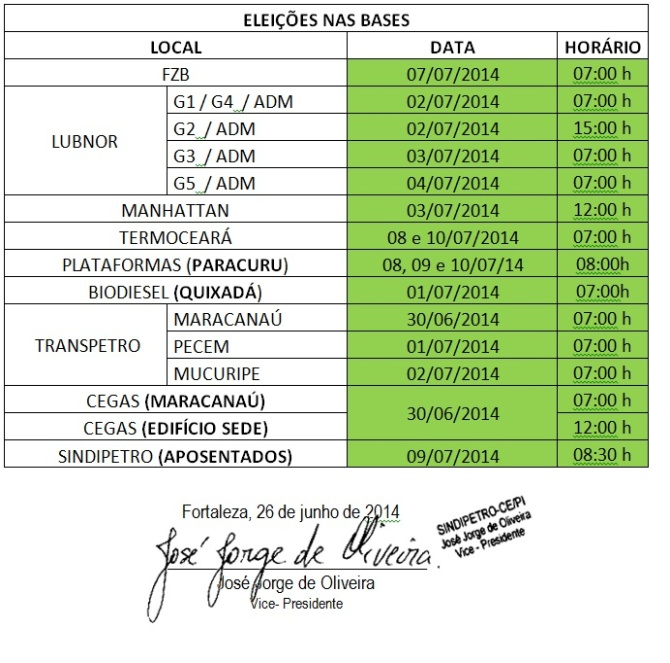 ELEIÇÕES NAS BASES
LOCAL DATA HORÁRIO
FZB 07/07/2014 07:00 h
LUBNOR
G1 / G4 / ADM 02/07/2014 07:00 h
G2 / ADM 02/07/2014 15:00 h
G3 / ADM 03/07/2014 07:00 h
G5 / ADM 04/07/2014 07:00 h
MANHATTAN 03/07/2014 12:00 h
TERMOCEARÁ 08 e 10/07/2014 07:00 h
PLATAFORMAS (PARACURU) 08, 09 e 10/07/14 08:00h
BIODIESEL (QUIXADÁ) 01/07/2014 07:00h
TRANSPETRO
MARACANAÚ 30/06/2014 07:00 h
PECEM 01/07/2014 07:00 h
MUCURIPE 02/07/2014 07:00 h
CEGAS (MARACANAÚ) 30/06/2014 07:00 h
CEGAS (EDIFÍCIO SEDE) 12:00 h
SINDIPETRO (APOSENTADOS) 09/07/2014 08:30 h
Fortaleza, 26 de junho de 2014
José Jorge de Oliveira
José Jorge de Oliveira
Vice- Presidente
SINDIPETRO-CE/PI
José Jorge de Oliveira
Vice - Presidente